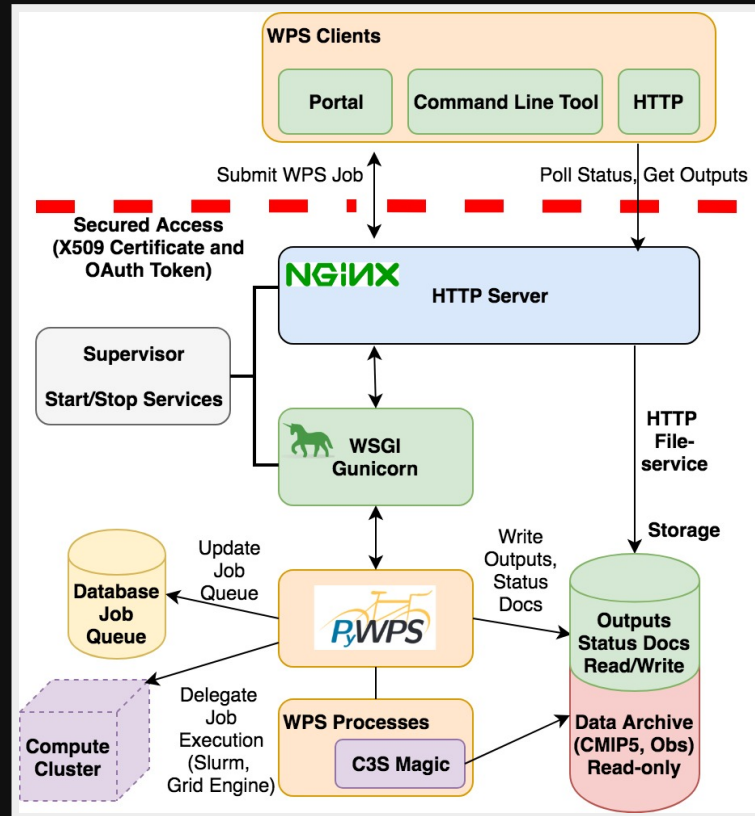 WPS Clients
Portal
Command Line Tool
HTTP
Submit WPS Job
Poll Status, Get Outputs
Secured Access
(X509 Certificate and
OAuth Token)
NGiNX
HTTP Server
Supervisor
Start/Stop Services
WSGI
Gunicorn
HTTP
File-
service
Storage
Update
Job
Queue
Write
Outputs,
Status
Docs
Database
Job
Queue
PyWPS
Outputs
Status Docs
Read/Write
Delegate
Job
Execution
(Slurm,
Grid Engine)
Compute
Cluster
WPS Processes
C3S Magic
Data Archive
(CMIP5, Obs)
Read-only